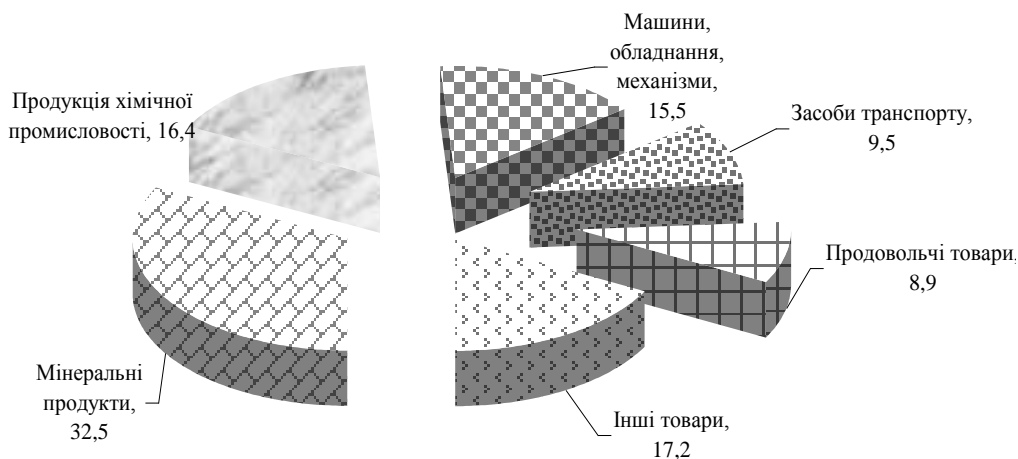 Машини,
обладнання,
механізми,
15,5
Засоби транспорту,
9,5
Продовольчі товари,
8,9
Інші товари,
17,2
Мінеральні
продукти,
32,5
Продукція хімічної
промисловості, 16,4